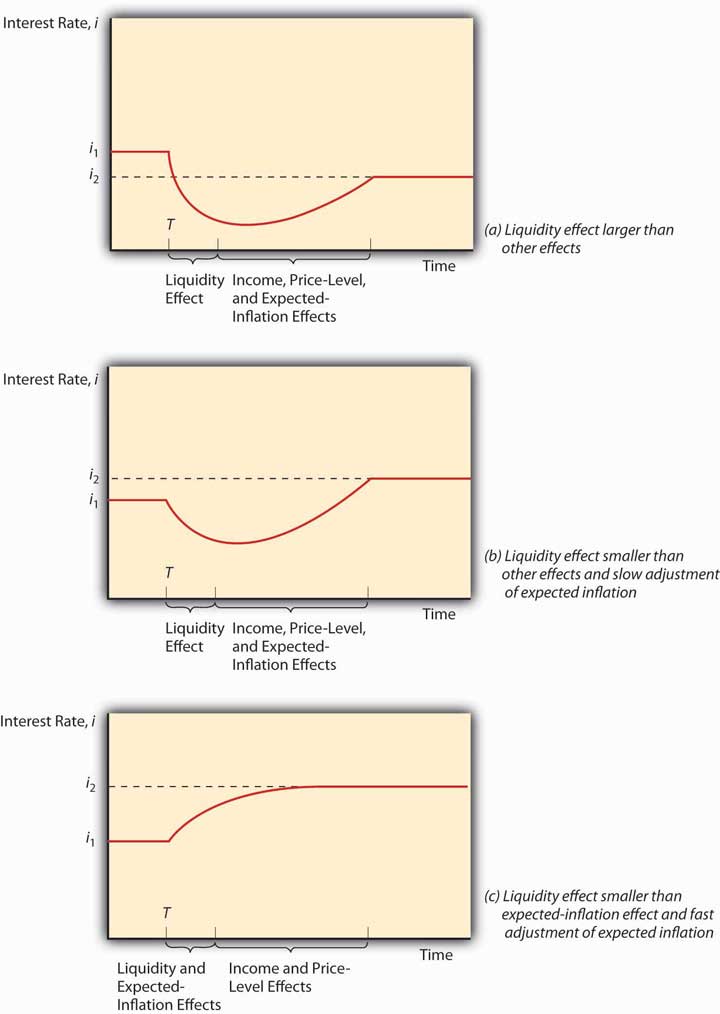 Interest Rate, i
i1
i2
T
Time
Liquidity
Effect
Income, Price-Level,
and Expected-
Inflation Effects
(a) Liquidity effect larger than
other effects
Interest Rate, i
i2
i1
T
Time
Liquidity
Effect
Income, Price-Level,
and Expected-
Inflation Effects
(b) Liquidity effect smaller than
other effects and slow adjustment
of expected inflation
Interest Rate, i
i2
i1
T
Time
Liquidity and
Expected-
Inflation Effects
Income and Price-
Level Effects
(c) Liquidity effect smaller than
expected-inflation effect and fast
adjustment of expected inflation